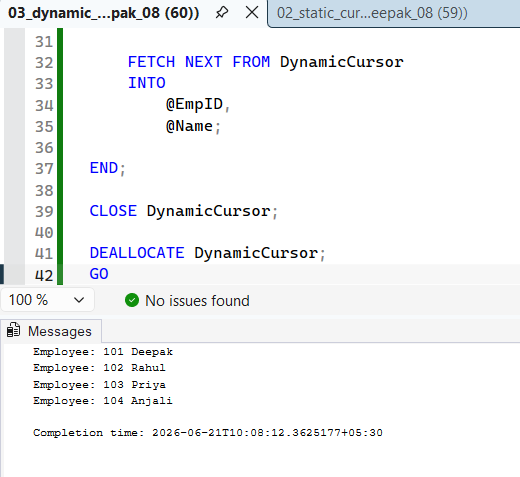 03_dynamic_...pak_08 (60))
02_static_cur...eepak_08 (59))
31
32 FETCH NEXT FROM DynamicCursor
33 INTO
34 @EmpID,
35 @Name;
36
37 END;
38
39 CLOSE DynamicCursor;
40
41 DEALLOCATE DynamicCursor;
42 GO
100 %
No issues found
Messages
Employee: 101 Deepak
Employee: 102 Rahul
Employee: 103 Priya
Employee: 104 Anjali
Completion time: 2026-06-21T10:08:12.3625177+05:30